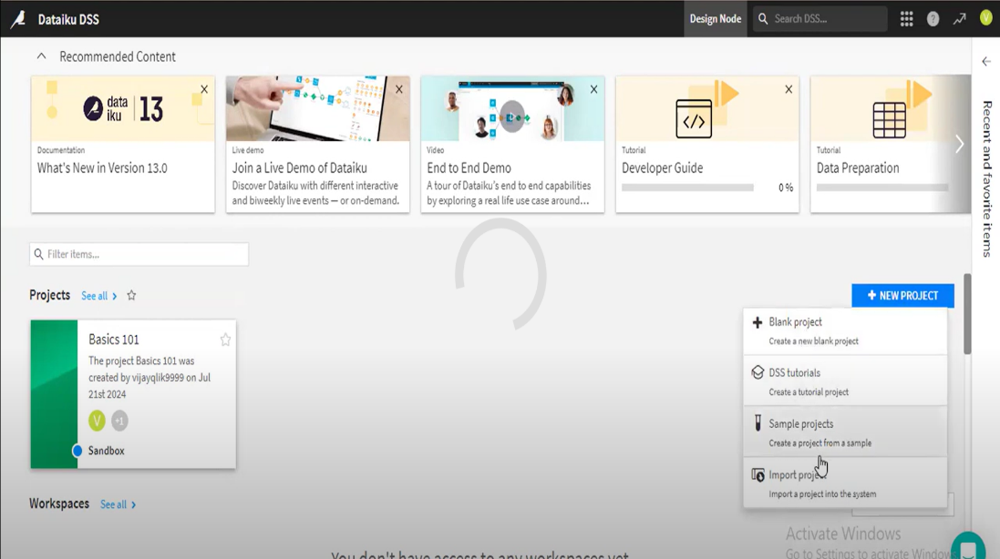 Dataiku DSS
Design Node
Search DSS...
?
V
Recommended Content
data
iku
13
Documentation
What's New in Version 13.0
Live demo
Join a Live Demo of Dataiku
Discover Dataiku with different interactive
and biweekly live events — or on-demand.
Video
End to End Demo
A tour of Dataiku's end to end capabilities
by exploring a real life use case around...
Tutorial
Developer Guide
0 %
Tutorial
Data Preparation
Recent and favorite items
Filter items...
Projects See all
+ NEW PROJECT
Basics 101
The project Basics 101 was
created by vijayqlik9999 on Jul
21st 2024
V +1
Sandbox
Blank project
Create a new blank project
DSS tutorials
Create a tutorial project
Sample projects
Create a project from a sample
Import project
Import a project into the system
Workspaces See all
You don't have access to any workspaces yet
Activate Windows
Go to Settings to activate Windows